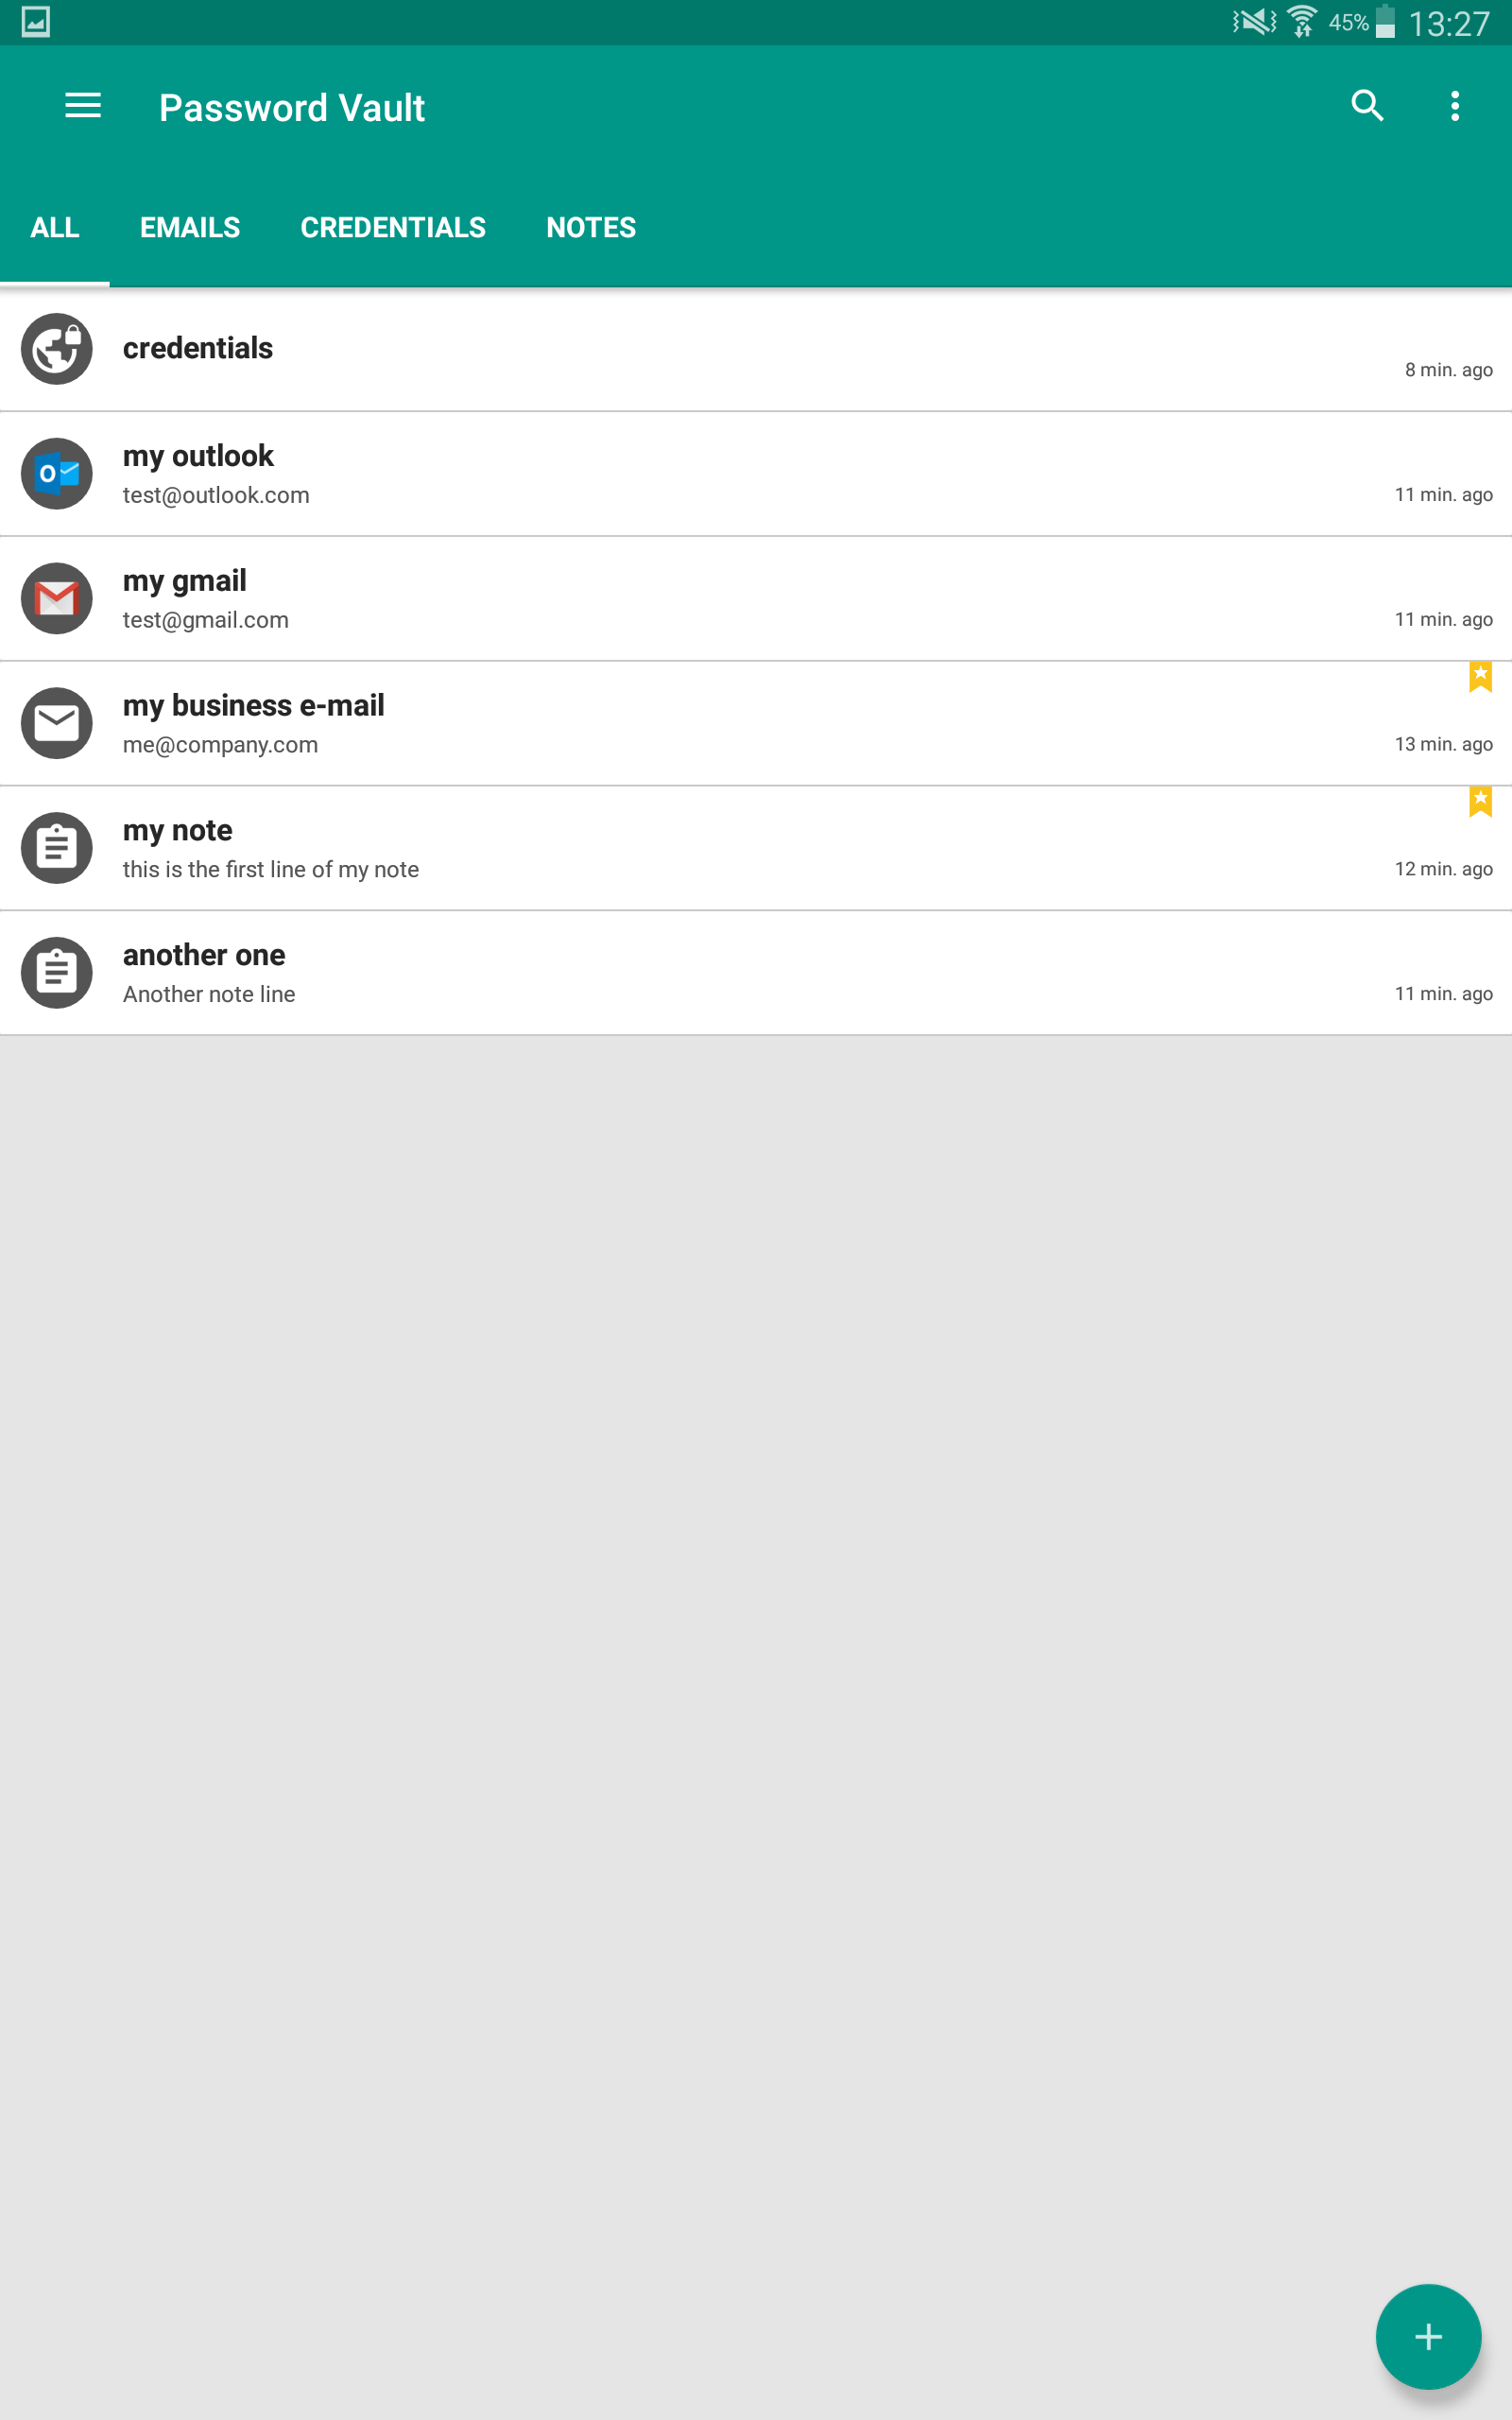 45% 13:27
Password Vault
ALL EMAILS CREDENTIALS NOTES
credentials
8 min. ago
my outlook
test@outlook.com
11 min. ago
my gmail
test@gmail.com
11 min. ago
my business e-mail
me@company.com
13 min. ago
my note
this is the first line of my note
12 min. ago
another one
Another note line
11 min. ago